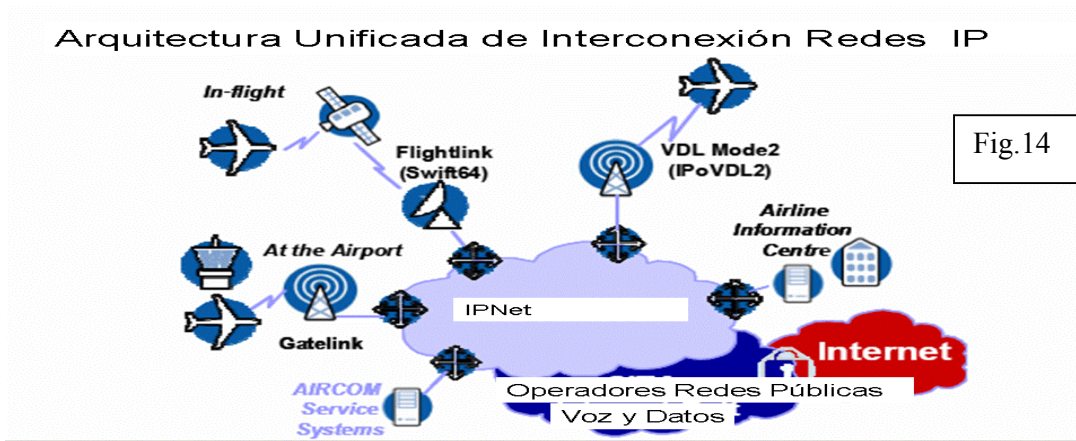 Arquitectura Unificada de Interconexión Redes IP
In-flight
Flightlink
(Swift64)
VDL Mode2
(IPoVDL2)
Fig.14
Airline
Information
Centre
At the Airport
IPNet
Gatelink
Internet
AIRCOM
Service
Systems
Operadores Redes Públicas
Voz y Datos